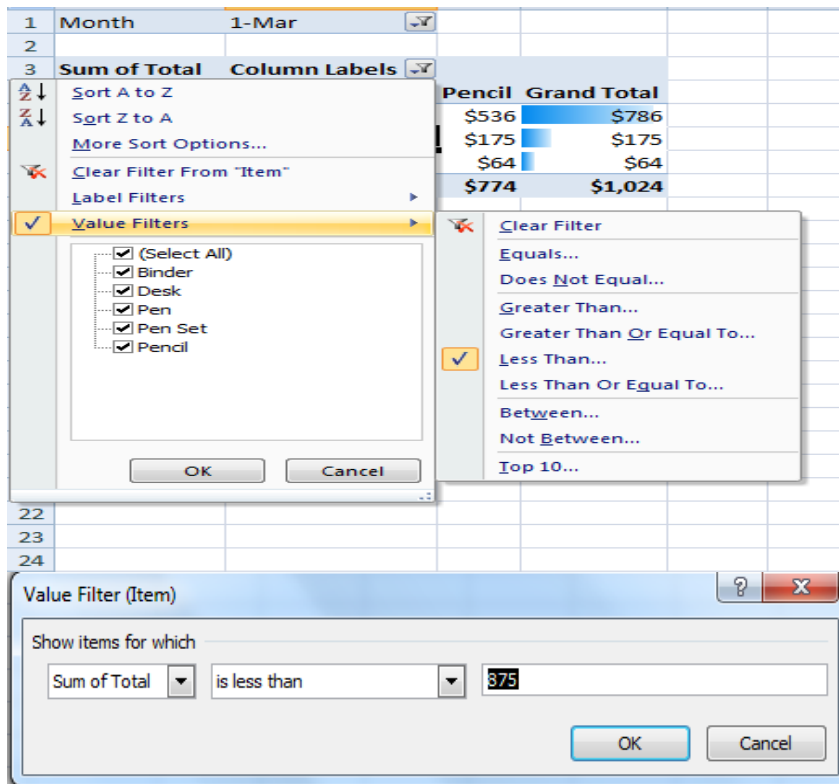 1 Month 1-Mar
2
3 Sum of Total Column Labels
Pencil Grand Total
$536 $786
$175 $175
$64 $64
$774 $1,024
A Z Sort A to Z
Z A Sort Z to A
More Sort Options...
Clear Filter From "Item"
Label Filters
Value Filters
(Select All)
Binder
Desk
Pen
Pen Set
Pencil
OK Cancel
Clear Filter
Equals...
Does Not Equal...
Greater Than...
Greater Than Or Equal To...
Less Than...
Less Than Or Equal To...
Between...
Not Between...
Top 10...
22
23
24
Value Filter (Item)
? X
Show items for which
Sum of Total is less than 875
OK Cancel